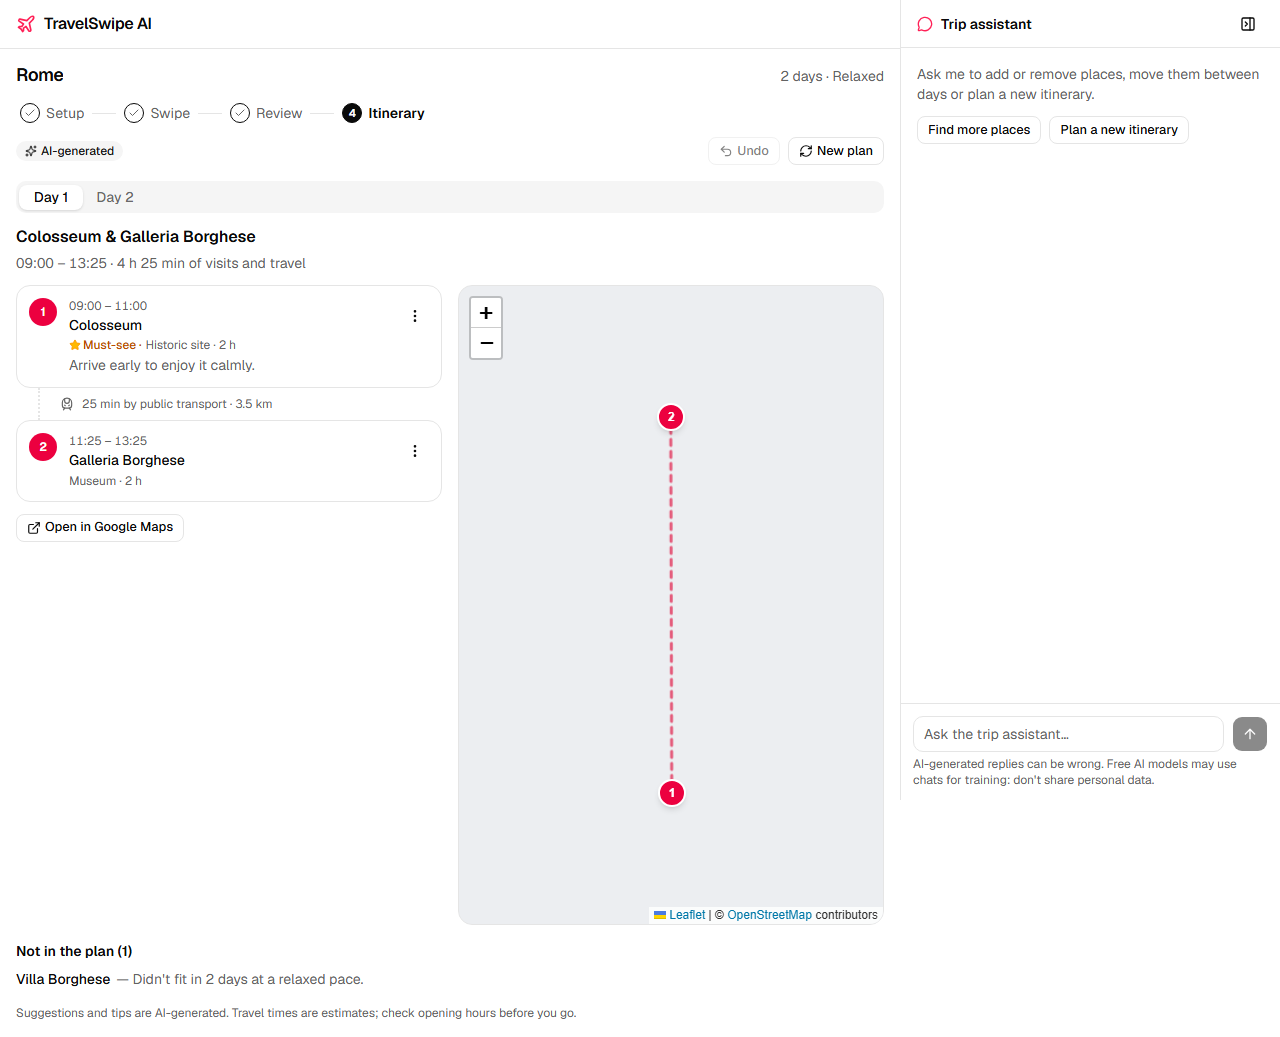 TravelSwipe AI
Rome
2 days · Relaxed
Setup
Swipe
Review
4 Itinerary
AI-generated
Undo
New plan
Day 1
Day 2
Colosseum & Galleria Borghese
09:00 – 13:25 · 4 h 25 min of visits and travel
1
09:00 – 11:00
Colosseum
Must-see · Historic site · 2 h
Arrive early to enjoy it calmly.
25 min by public transport · 3.5 km
2
11:25 – 13:25
Galleria Borghese
Museum · 2 h
Open in Google Maps
+
−
2
1
Leaflet | © OpenStreetMap contributors
Not in the plan (1)
Villa Borghese — Didn't fit in 2 days at a relaxed pace.
Suggestions and tips are AI-generated. Travel times are estimates; check opening hours before you go.
Trip assistant
Ask me to add or remove places, move them between
days or plan a new itinerary.
Find more places
Plan a new itinerary
Ask the trip assistant...
AI-generated replies can be wrong. Free AI models may use
chats for training: don't share personal data.